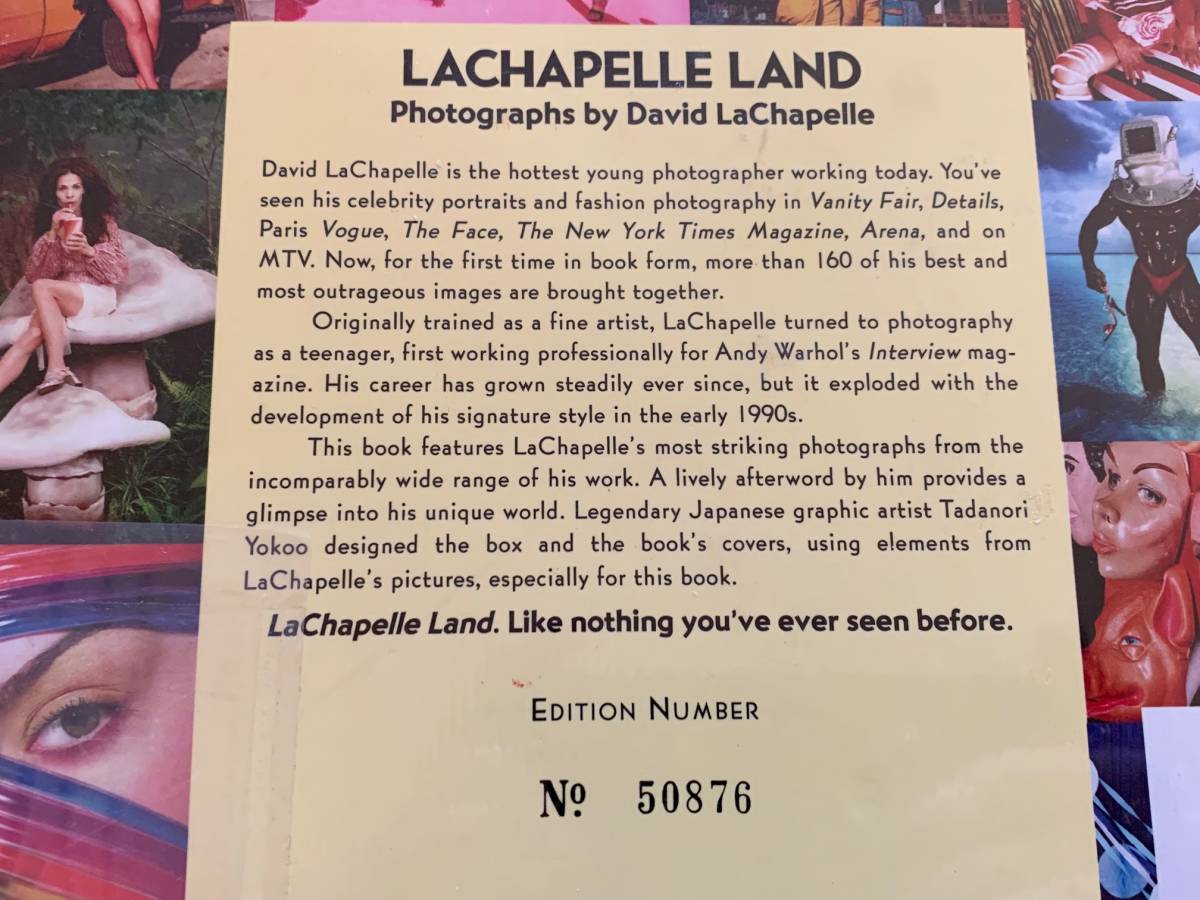 LACHAPELLE LAND
Photographs by David LaChapelle
David LaChapelle is the hottest young photographer working today. You've
seen his celebrity portraits and fashion photography in Vanity Fair, Details,
Paris Vogue, The Face, The New York Times Magazine, Arena, and on
MTV. Now, for the first time in book form, more than 160 of his best and
most outrageous images are brought together.
Originally trained as a fine artist, LaChapelle turned to photography
as a teenager, first working professionally for Andy Warhol's Interview mag-
azine. His career has grown steadily ever since, but it exploded with the
development of his signature style in the early 1990s.
This book features LaChapelle's most striking photographs from the
incomparably wide range of his work. A lively afterword by him provides a
glimpse into his unique world. Legendary Japanese graphic artist Tadanori
Yokoo designed the box and the book's covers, using elements from
LaChapelle's pictures, especially for this book.
LaChapelle Land. Like nothing you've ever seen before.
EDITION NUMBER
Nº 50876